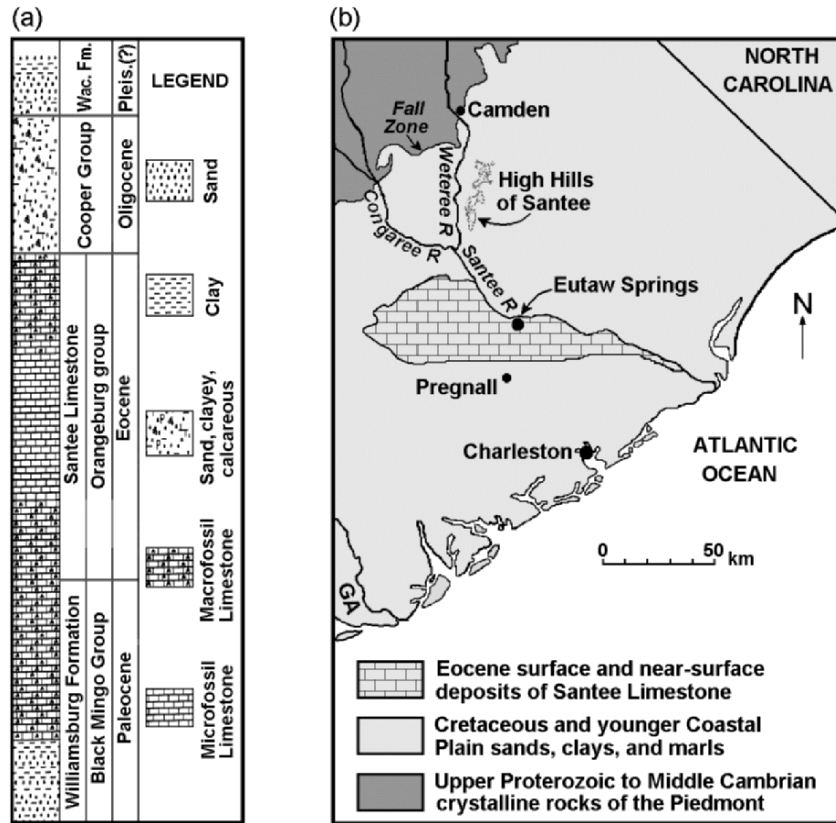 (a)
Wac. Fm.
Pleis.(?)
Cooper Group
Oligocene
Santee Limestone
Orangeburg group
Eocene
Williamsburg Formation
Black Mingo Group
Paleocene
LEGEND
Sand
Clay
Sand, clayey,
calcareous
Macrofossil
Limestone
Microfossil
Limestone
(b)
NORTH
CAROLINA
Camden
Fall
Zone
Weteree R
High Hills
of Santee
Congaree R
Santee R
Eutaw Springs
N
Pregnall
Charleston
ATLANTIC
OCEAN
0 50
km
GA
Eocene surface and near-surface
deposits of Santee Limestone
Cretaceous and younger Coastal
Plain sands, clays, and marls
Upper Proterozoic to Middle Cambrian
crystalline rocks of the Piedmont